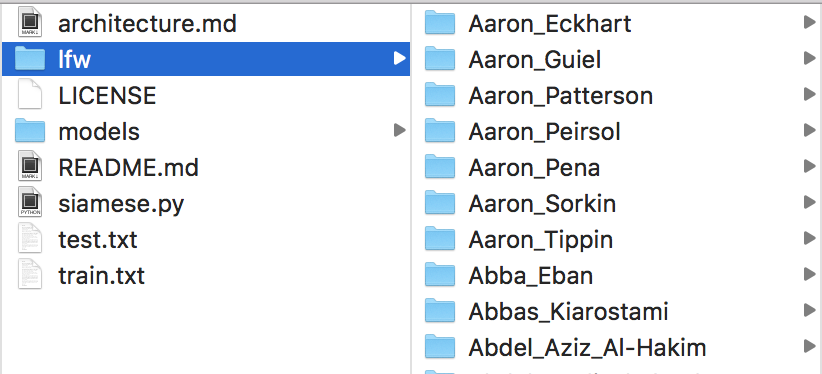 architecture.md
lfw
LICENSE
models
README.md
siamese.py
test.txt
train.txt
Aaron_Eckhart
Aaron_Guiel
Aaron_Patterson
Aaron_Peirsol
Aaron_Pena
Aaron_Sorkin
Aaron_Tippin
Abba_Eban
Abbas_Kiarostami
Abdel_Aziz_Al-Hakim